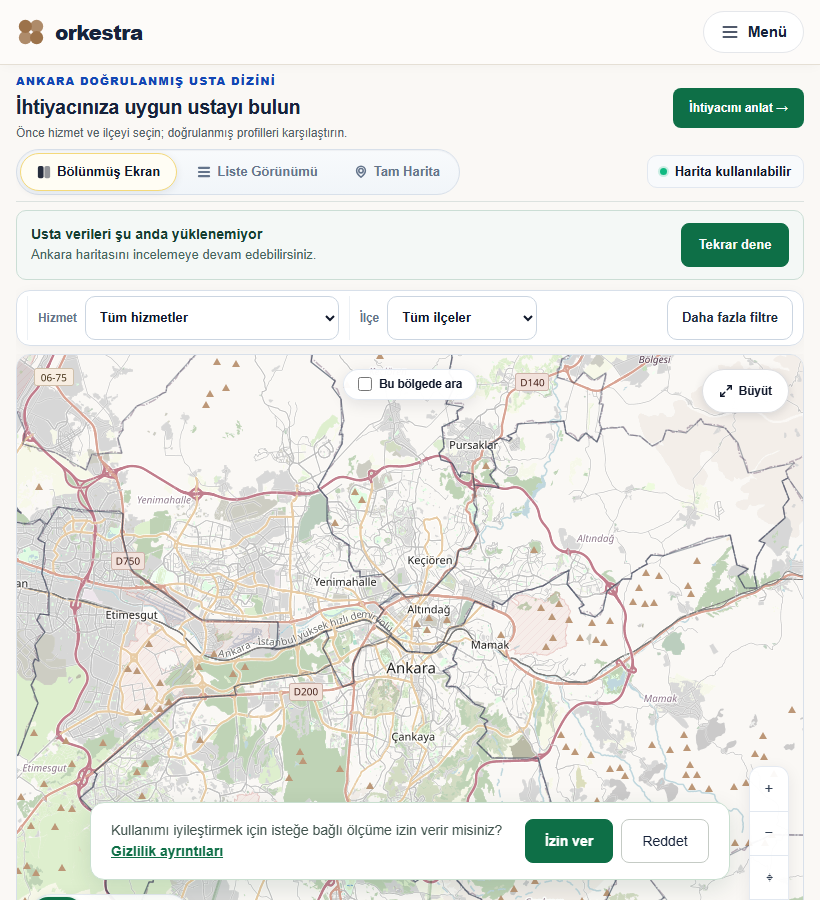 orkestra
Menü
ANKARA DOĞRULANMIŞ USTA DİZİNİ
İhtiyacınıza uygun ustayı bulun
Önce hizmet ve ilçeyi seçin; doğrulanmış profilleri karşılaştırın.
İhtiyacını anlat →
Bölünmüş Ekran
Liste Görünümü
Tam Harita
Harita kullanılabilir
Usta verileri şu anda yüklenemiyor
Ankara haritasını incelemeye devam edebilirsiniz.
Tekrar dene
Hizmet
Tüm hizmetler
İlçe
Tüm ilçeler
Daha fazla filtre
Bölgesi
06-75
Bu bölgede ara
D140
Büyüt
Pursaklar
Yenimahalle
Altındağ
D750
Keçiören
an
Yenimahalle
Etimesgut
Altındağ
Ankara - İstanbul yüksek hızlı demiryolu
Mamak
Ankara
D200
Mamak
Çankaya
Etimesgut
+
−
Kullanımı iyileştirmek için isteğe bağlı ölçüme izin verir misiniz?
Gizlilik ayrıntıları
İzin ver
Reddet